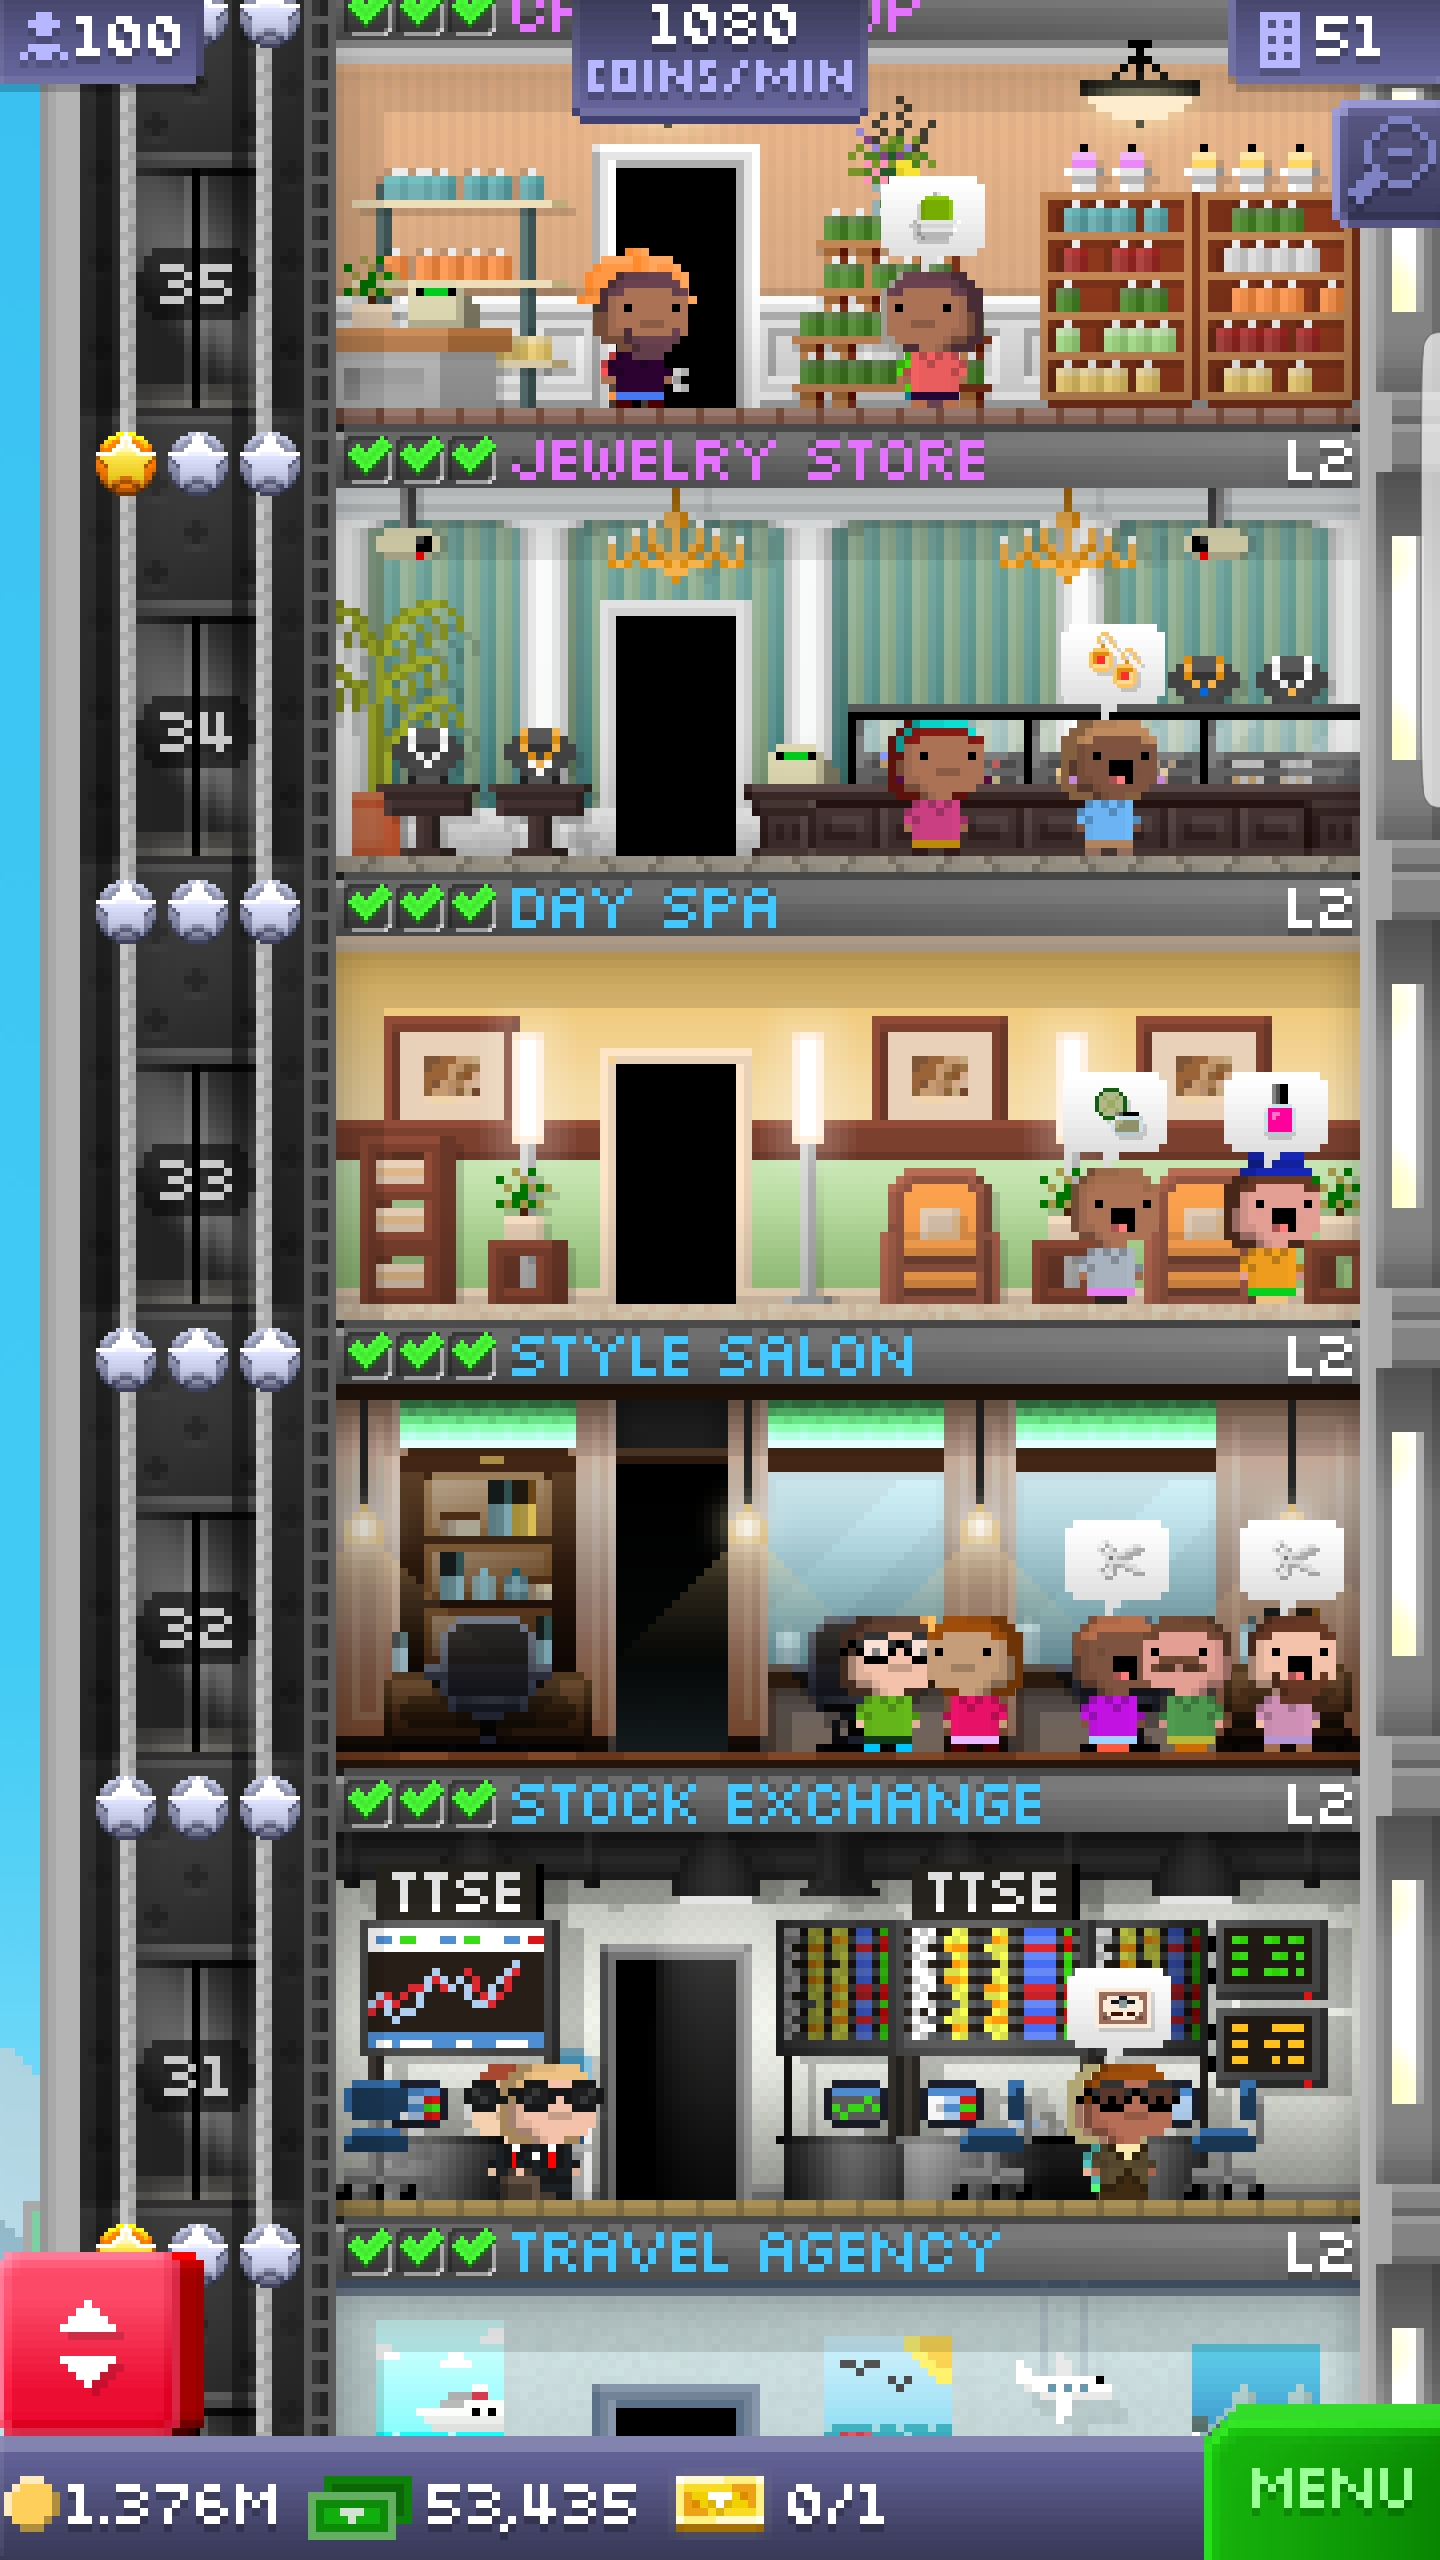 100
1080
COINS/MIN
51
35
JEWELRY STORE L2
34
DAY SPA L2
33
STYLE SALON L2
32
STOCK EXCHANGE L2
TTSE TTSE
31
TRAVEL AGENCY L2
1.376M 53,435 0/1
MENU